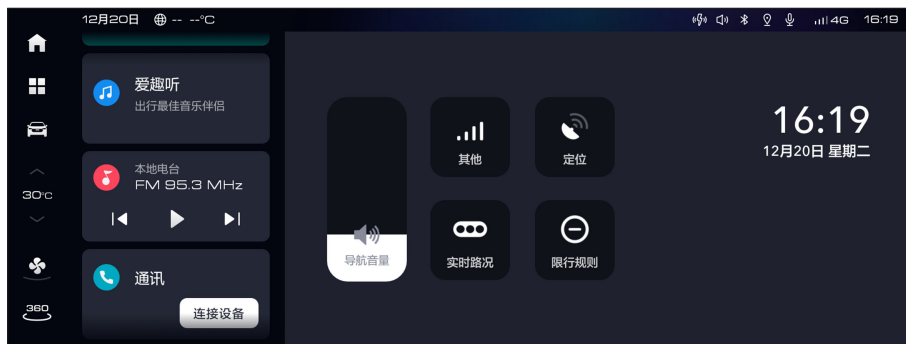 12月20日 -- --°C
4G 16:19
爱趣听
出行最佳音乐伴侣
本地电台
FM 95.3 MHz
30°C
通讯
连接设备
360
其他
定位
导航音量
实时路况
限行规则
16:19
12月20日 星期二